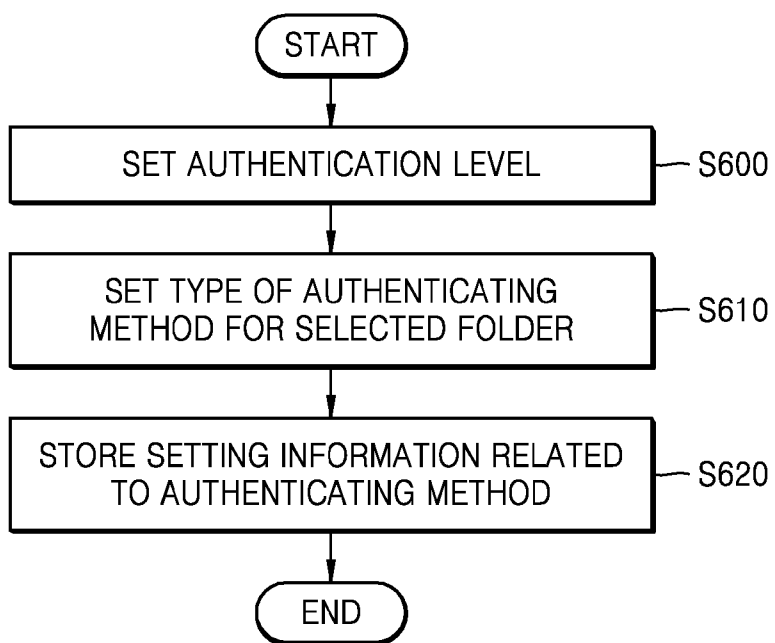 START
SET AUTHENTICATION LEVEL
S600
SET TYPE OF AUTHENTICATING
METHOD FOR SELECTED FOLDER
S610
STORE SETTING INFORMATION RELATED
TO AUTHENTICATING METHOD
S620
END